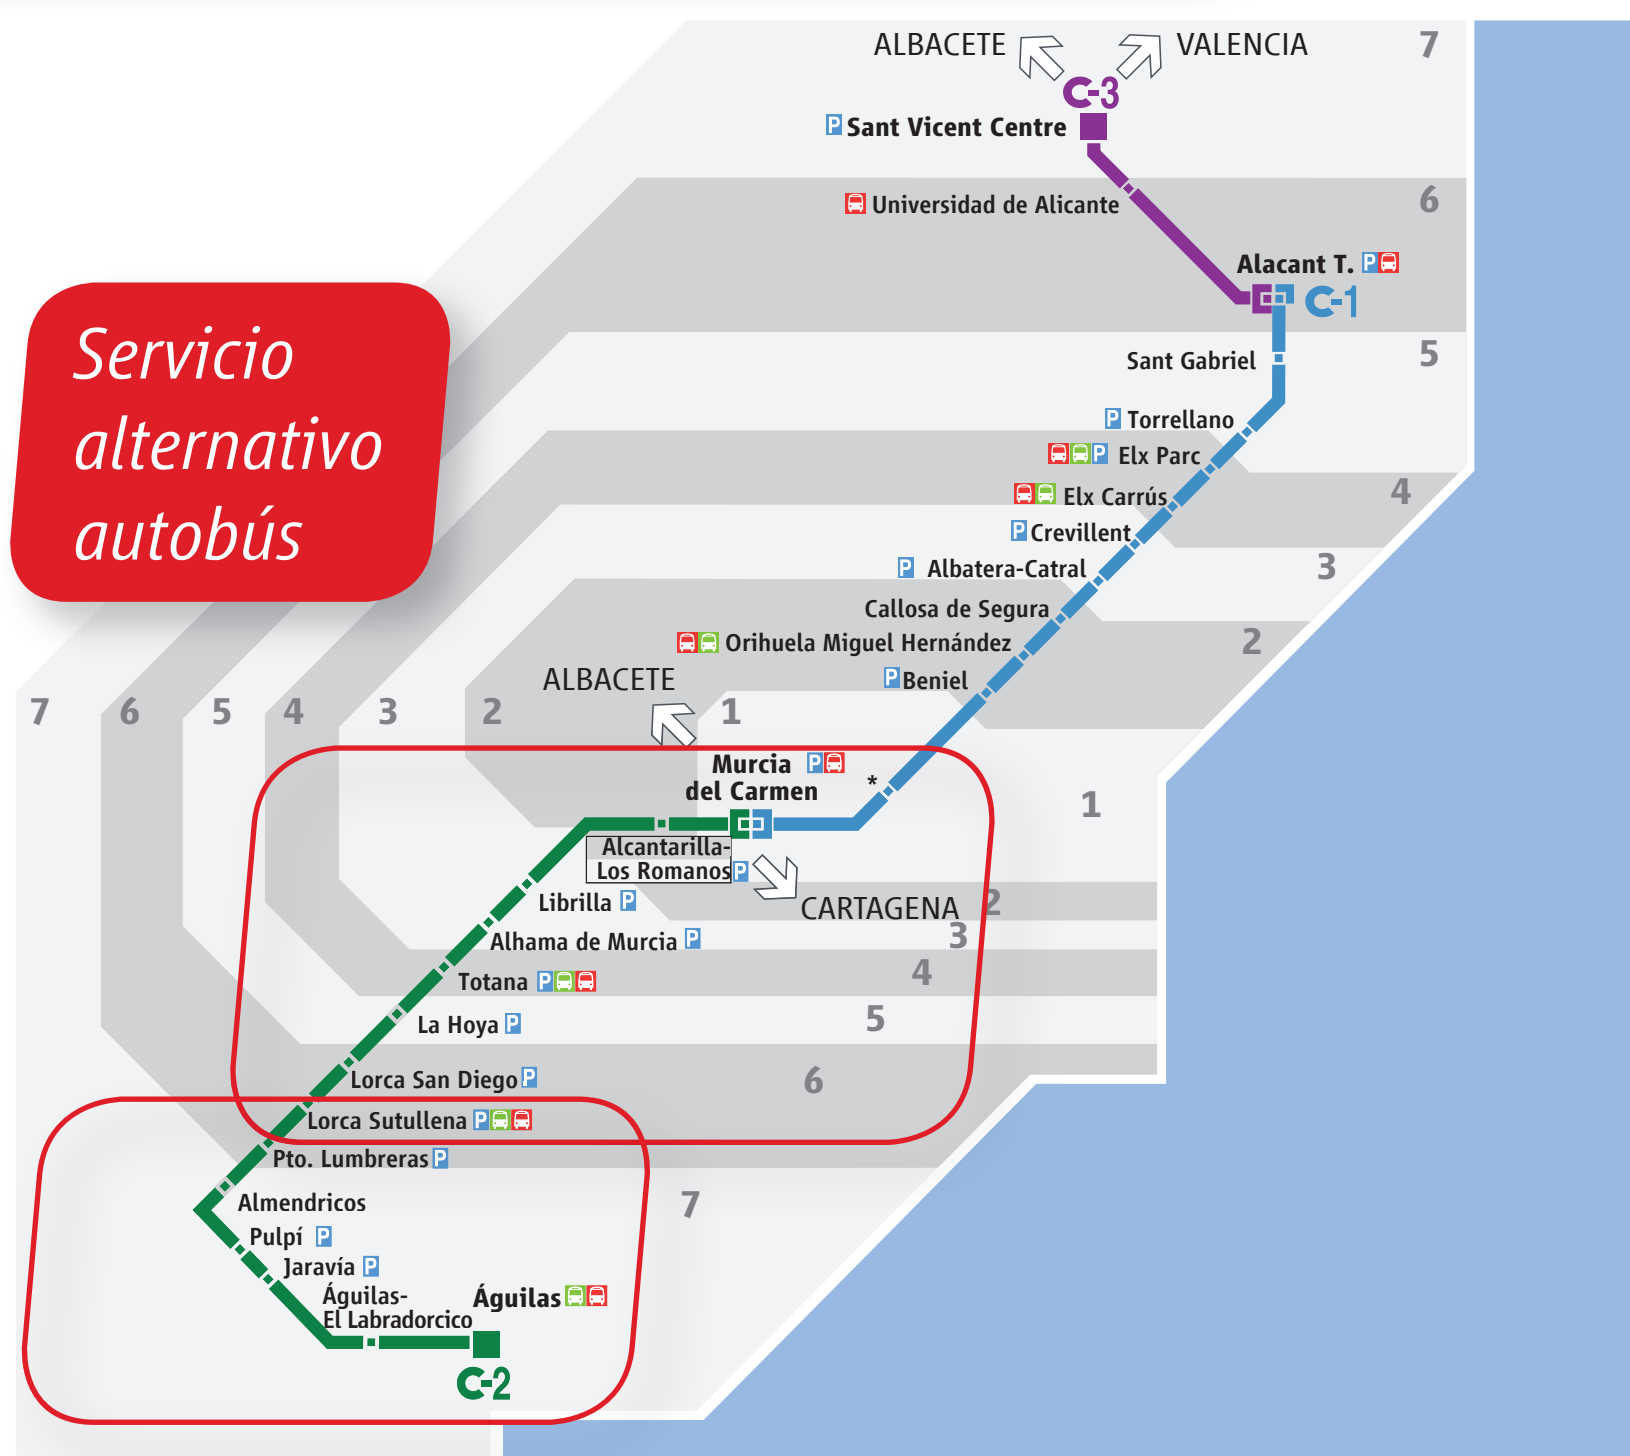 ALBACETE
VALENCIA
7
C-3
P Sant Vicent Centre
6
Universidad de Alicante
Alacant T. P
C-1
Servicio
alternativo
autobús
5
Sant Gabriel
P Torrellano
P Elx Parc
4
Elx Carrús
P Crevillent
3
P Albatera-Catral
Callosa de Segura
2
Orihuela Miguel Hernández
ALBACETE
P Beniel
7 6 5 4 3 2 1
Murcia P
del Carmen
*
1
Alcantarilla-
Los Romanos P
Librilla P
CARTAGENA
2
Alhama de Murcia P
3
Totana P
4
La Hoya P
5
Lorca San Diego P
6
Lorca Sutullena P
Pto. Lumbreras P
7
Almendricos
Pulpí P
Jaravía P
Águilas-
El Labradorcico
Águilas
C-2